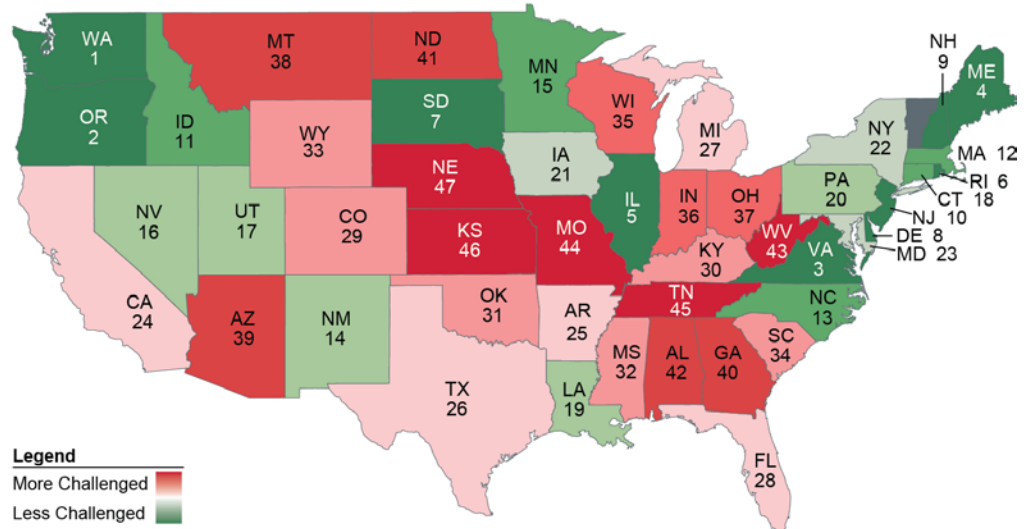 WA
1
OR
2
ID
11
MT
38
ND
41
MN
15
SD
7
WY
33
WI
35
MI
27
NE
47
IA
21
IL
5
IN
36
OH
37
PA
20
NY
22
NH
9
ME
4
MA 12
RI 6
CT 10
18
NJ
DE 8
MD 23
NV
16
UT
17
CO
29
KS
46
MO
44
KY
30
WV
43
VA
3
CA
24
AZ
39
NM
14
OK
31
AR
25
TN
45
NC
13
SC
34
MS
32
AL
42
GA
40
TX
26
LA
19
FL
28
Legend
More Challenged
Less Challenged